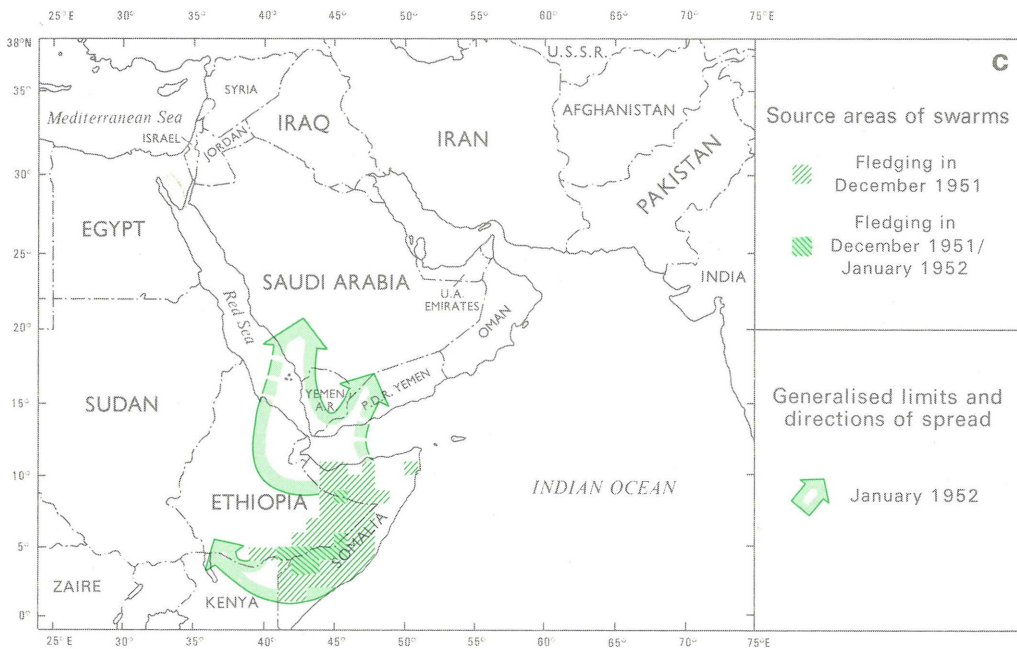 25° E 30° 35° 40° 45° 50° 55° 60° 65° 70° 75°E
38°N
35°
30°
25°
20°
15°
10°
5°
0°
U.S.S.R.
SYRIA
AFGHANISTAN
Mediterranean Sea
IRAQ
IRAN
ISRAEL
JORDAN
PAKISTAN
EGYPT
SAUDI ARABIA
INDIA
U.A.
EMIRATES
Red Sea
OMAN
SUDAN
YEMEN
A.R.
P.D.R. YEMEN
ETHIOPIA
INDIAN OCEAN
SOMALIA
ZAIRE
KENYA
25°E 30° 35° 40° 45° 50° 55° 60° 65° 70° 75°E
C
Source areas of swarms
Fledging in
December 1951
Fledging in
December 1951/
January 1952
Generalised limits and
directions of spread
January 1952